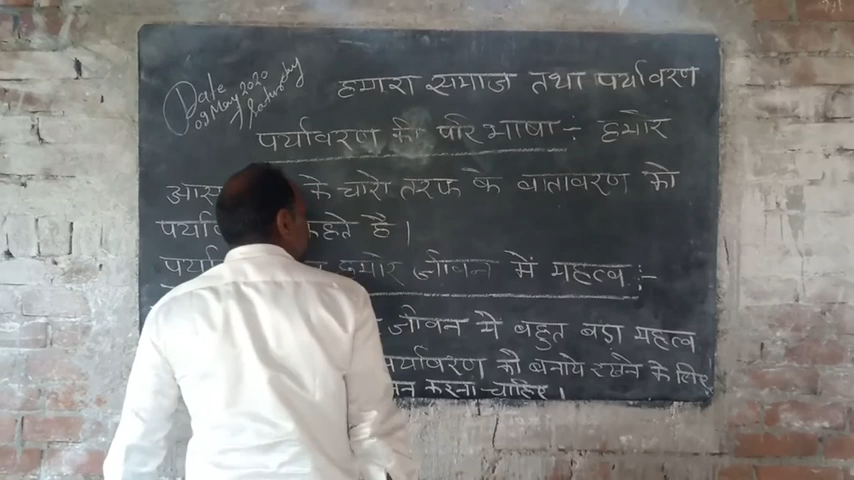 Date
09 May 2020
Saturday
हमारा समाज तथा पर्यावरण
पर्यावरण की परिभाषा :- हमारे
आस के चारो तरफ के वातावरण को
कहते है।
हमारे जीवन में महत्व :-
जीवन मे बहुत बड़ा महत्व
पर्यावरण को बनाये रखने के लिए
करना चाहिए।